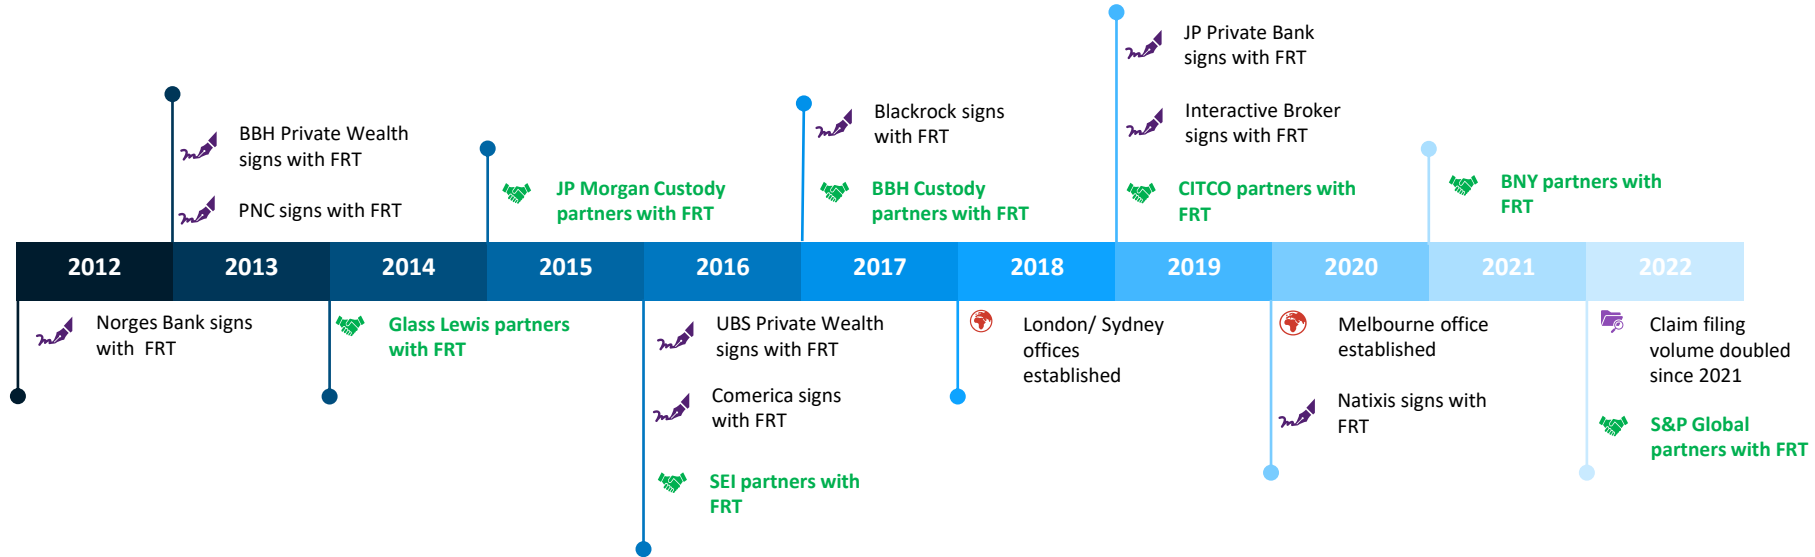 JP Private Bank
signs with FRT
Blackrock signs
with FRT
Interactive Broker
signs with FRT
BBH Private Wealth
signs with FRT
JP Morgan Custody
partners with FRT
BBH Custody
partners with FRT
CITCO partners with
FRT
BNY partners with
FRT
PNC signs with FRT
2012
2013
2014
2015
2016
2017
2018
2019
2020
2021
2022
Norges Bank signs
with FRT
Glass Lewis partners
with FRT
UBS Private Wealth
signs with FRT
Comerica signs
with FRT
SEI partners with
FRT
London/ Sydney
offices
established
Melbourne office
established
Natixis signs with
FRT
Claim filing
volume doubled
since 2021
S&P Global
partners with FRT